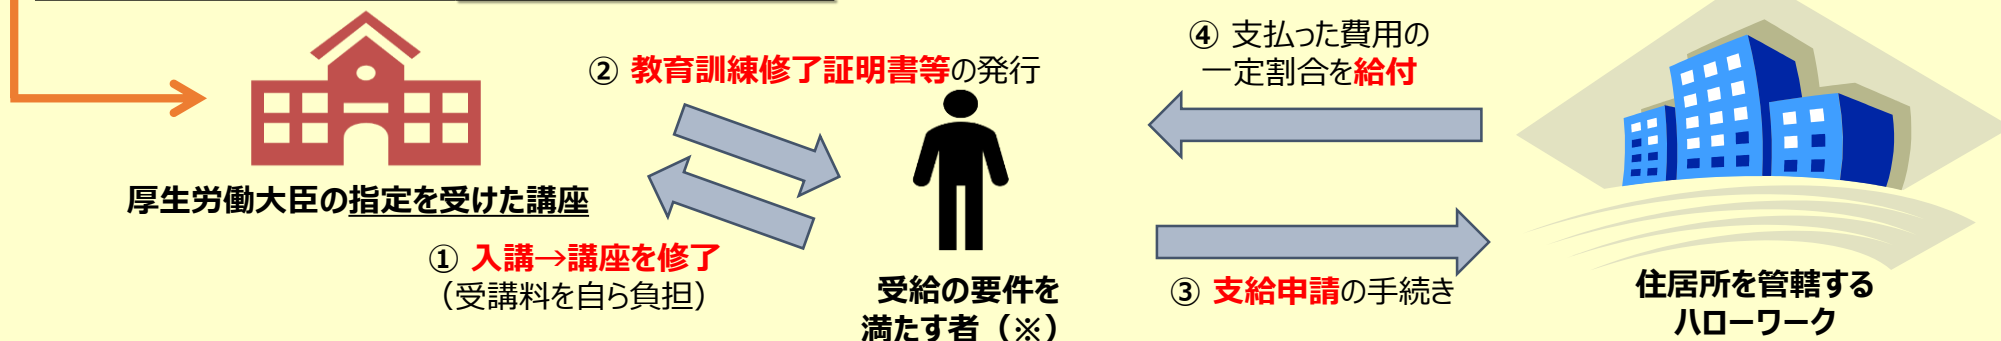 ② 教育訓練修了証明書等の発行
④ 支払った費用の
一定割合を給付
厚生労働大臣の指定を受けた講座
① 入講→講座を修了
（受講料を自ら負担）
受給の要件を
満たす者（※）
③ 支給申請の手続き
住居所を管轄する
ハローワーク